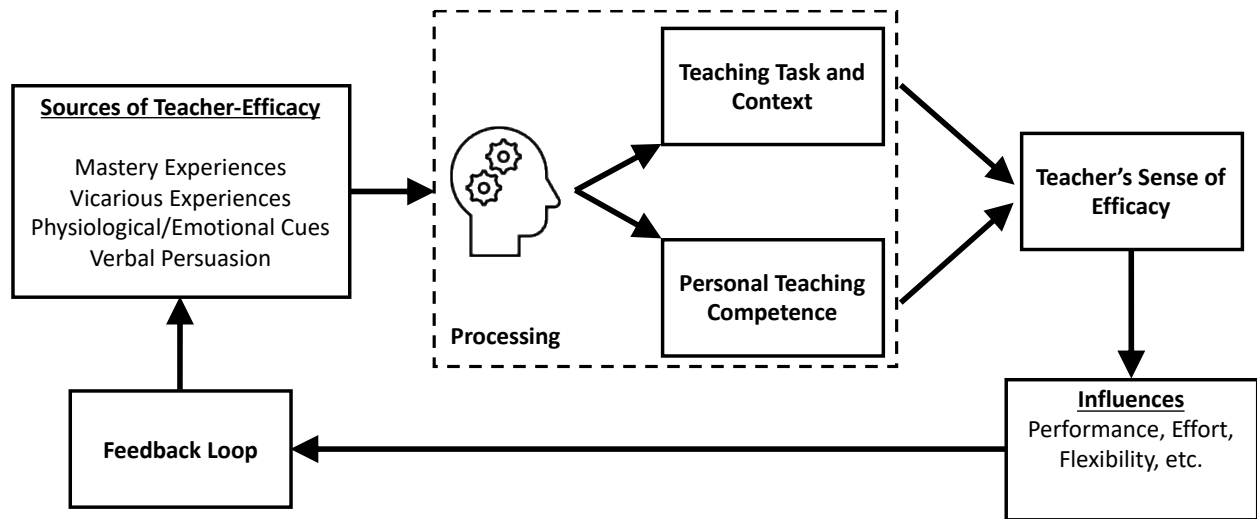 Sources of Teacher-Efficacy
Mastery Experiences
Vicarious Experiences
Physiological/Emotional Cues
Verbal Persuasion
Processing
Teaching Task and
Context
Personal Teaching
Competence
Teacher’s Sense of
Efficacy
Influences
Performance, Effort,
Flexibility, etc.
Feedback Loop